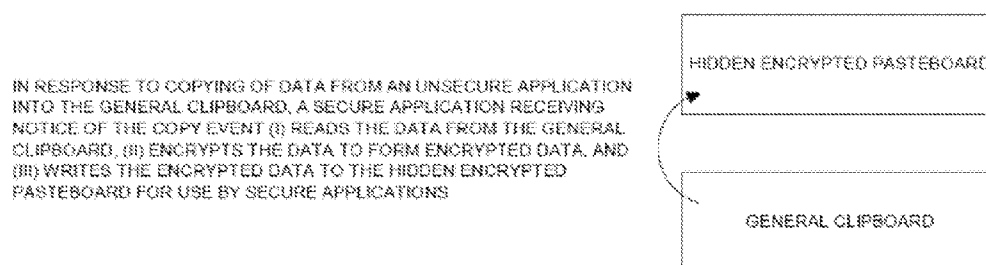 IN RESPONSE TO COPYING OF DATA FROM AN UNSECURE APPLICATION
INTO THE GENERAL CLIPBOARD, A SECURE APPLICATION RECEIVING
NOTICE OF THE COPY EVENT (I) READS THE DATA FROM THE GENERAL
CLIPBOARD, (II) ENCRYPTS THE DATA TO FORM ENCRYPTED DATA, AND
(III) WRITES THE ENCRYPTED DATA TO THE HIDDEN ENCRYPTED
PASTEBOARD FOR USE BY SECURE APPLICATIONS
HIDDEN ENCRYPTED PASTEBOARD
GENERAL CLIPBOARD